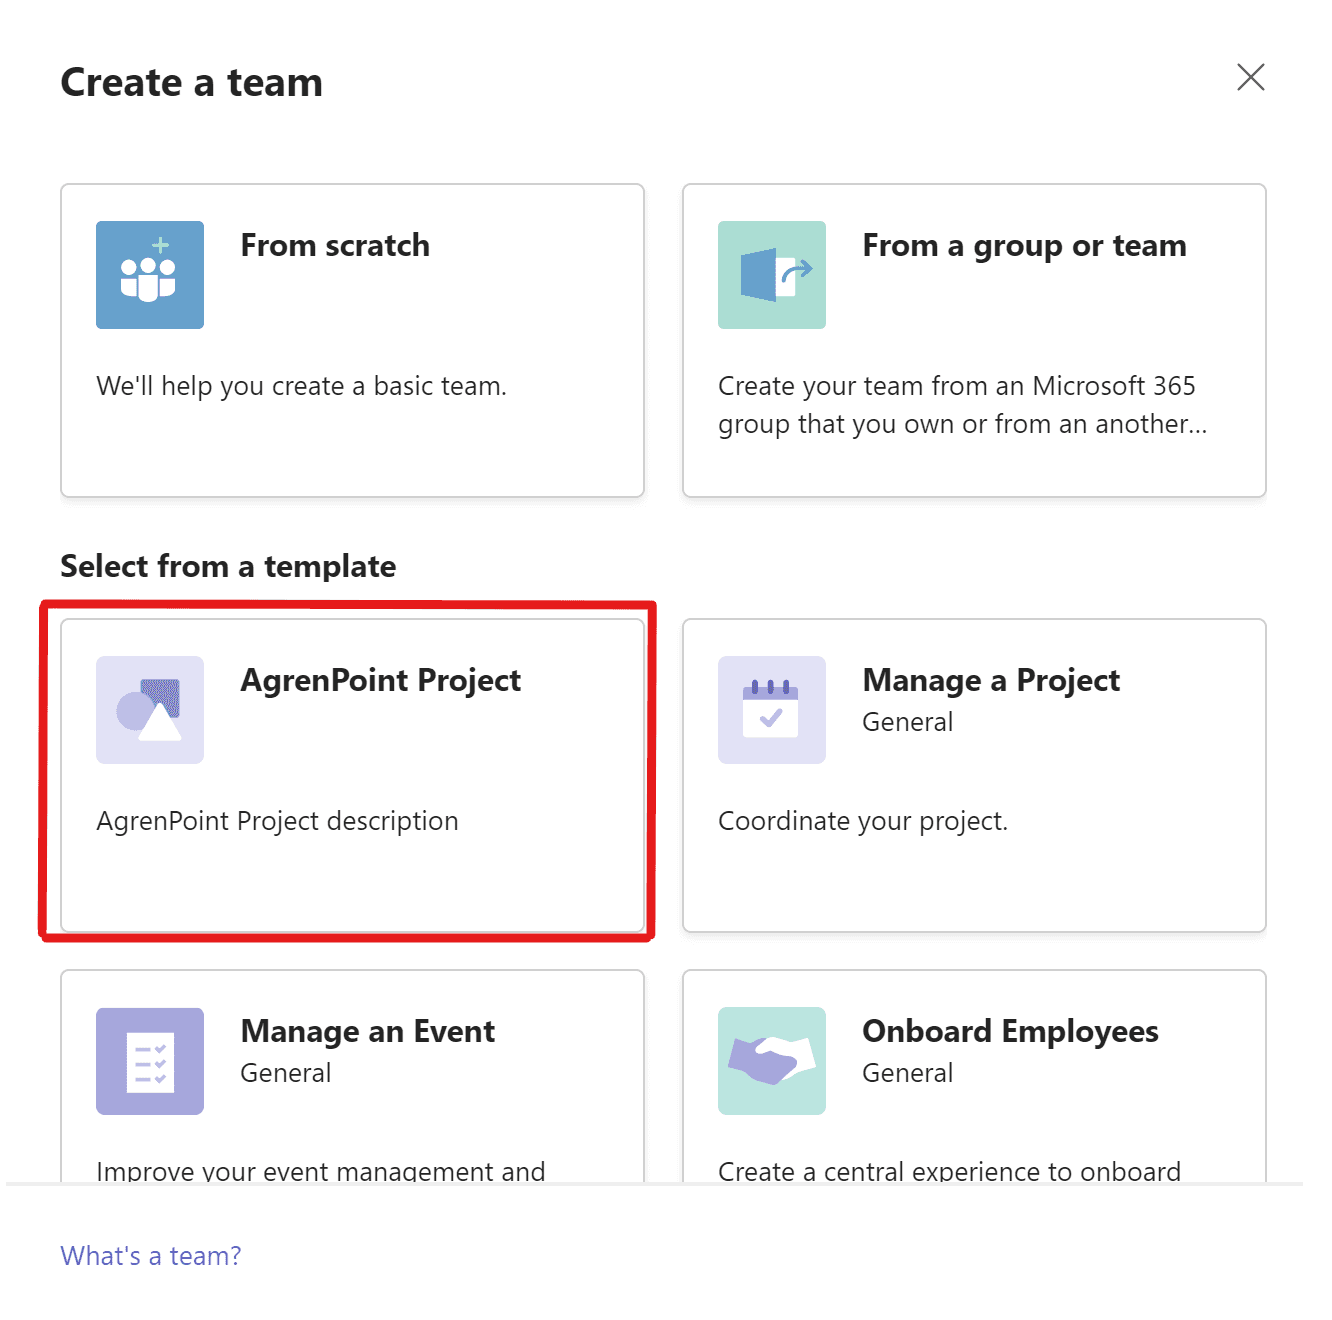 Create a team
From scratch
We'll help you create a basic team.
From a group or team
Create your team from an Microsoft 365
group that you own or from an another...
Select from a template
AgrenPoint Project
AgrenPoint Project description
Manage a Project
General
Coordinate your project.
Manage an Event
General
Improve your event management and
Onboard Employees
General
Create a central experience to onboard
What's a team?